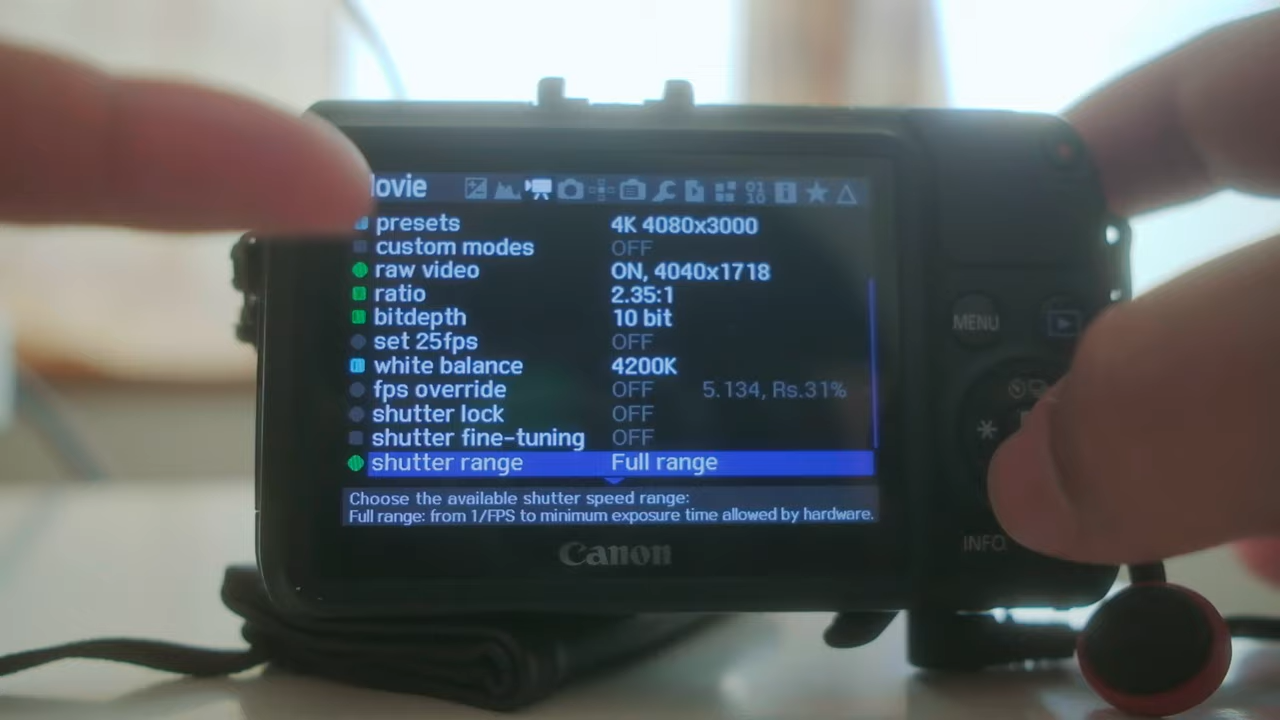 ovie
presets 4K 4080x3000
custom modes OFF
raw video ON, 4040x1718
ratio 2.35:1
bitdepth 10 bit
set 25fps OFF
white balance 4200K
fps override OFF 5.134, Rs.31%
shutter lock OFF
shutter fine-tuning OFF
shutter range Full range
Choose the available shutter speed range:
Full range: from 1/FPS to minimum exposure time allowed by hardware.
Canon
MENU
INFO.